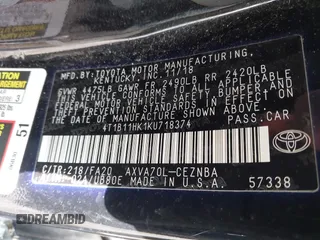 MFD. BY: TOYOTA MOTOR MANUFACTURING,
KENTUCKY, INC. 11/18
GVWR 4475LB GAWR FR 2490LB RR 2420LB
THIS VEHICLE CONFORMS TO ALL APPLICABLE
FEDERAL MOTOR VEHICLE SAFETY, BUMPER, AND
THEFT PREVENTION STANDARDS IN EFFECT ON
THE DATE OF MANUFACTURE SHOWN ABOVE.
4T1B11HK1KU718374 PASS.CAR
C/TR:218/FA20 AXVA70L-CEZNBA
U880E MADE IN U.S.A. 57338
TOYOTA
51
DREAMBID